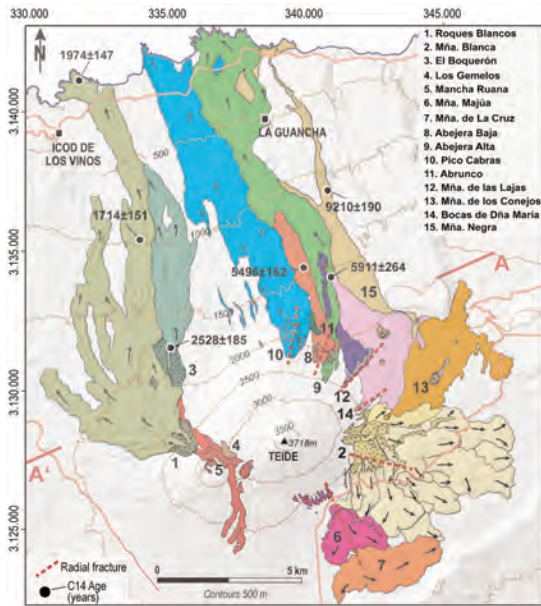 330.000
335.000
340.000
345.000
N
1974±147
3.140.000
ICOD DE
LOS VINOS
LA GUANCHA
500
9210±190
1714±151
1000
3.135.000
5496±162
5911±264
A
15
1500
2528±185
2000
10
8
11
3
2500
9
12
13
3.130.000
3000
14
3500
4
3718m
TEIDE
2
1
5
A'
3.125.000
6
7
Radial fracture
C14 Age
(years)
0
5 km
Contours 500 m
1. Roques Blancos
2. Mña. Blanca
3. El Boquerón
4. Los Gemelos
5. Mancha Ruana
6. Mña. Majúa
7. Mña. de La Cruz
8. Abejera Baja
9. Abejera Alta
10. Pico Cabras
11. Abrunco
12. Mña. de las Lajas
13. Mña. de los Conejos
14. Bocas de Dña María
15. Mña. Negra